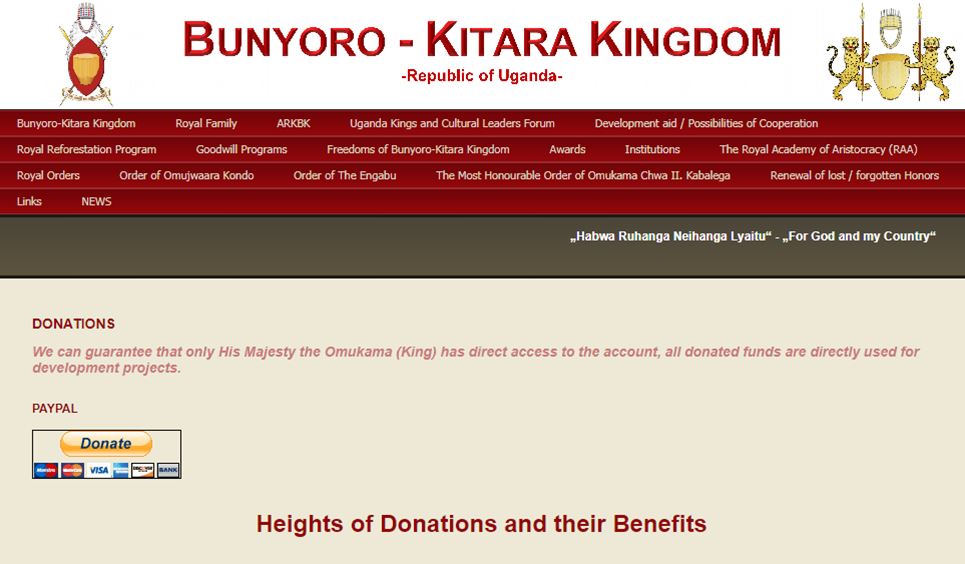 BUNYORO - KITARA KINGDOM
-Republic of Uganda-
Bunyoro-Kitara Kingdom Royal Family ARKBK Uganda Kings and Cultural Leaders Forum Development aid / Possibilities of Cooperation
Royal Reforestation Program Goodwill Programs Freedoms of Bunyoro-Kitara Kingdom Awards Institutions The Royal Academy of Aristocracy (RAA)
Royal Orders Order of Omujwaara Kondo Order of The Engabu The Most Honourable Order of Omukama Chwa II. Kabalega Renewal of lost / forgotten Honors
Links NEWS
„Habwa Ruhanga Neihanga Lyaitu“ - „For God and my Country“
DONATIONS
We can guarantee that only His Majesty the Omukama (King) has direct access to the account, all donated funds are directly used for
development projects.
PAYPAL
Donate
Maestro MasterCard VISA DISCOVER BANK
Heights of Donations and their Benefits